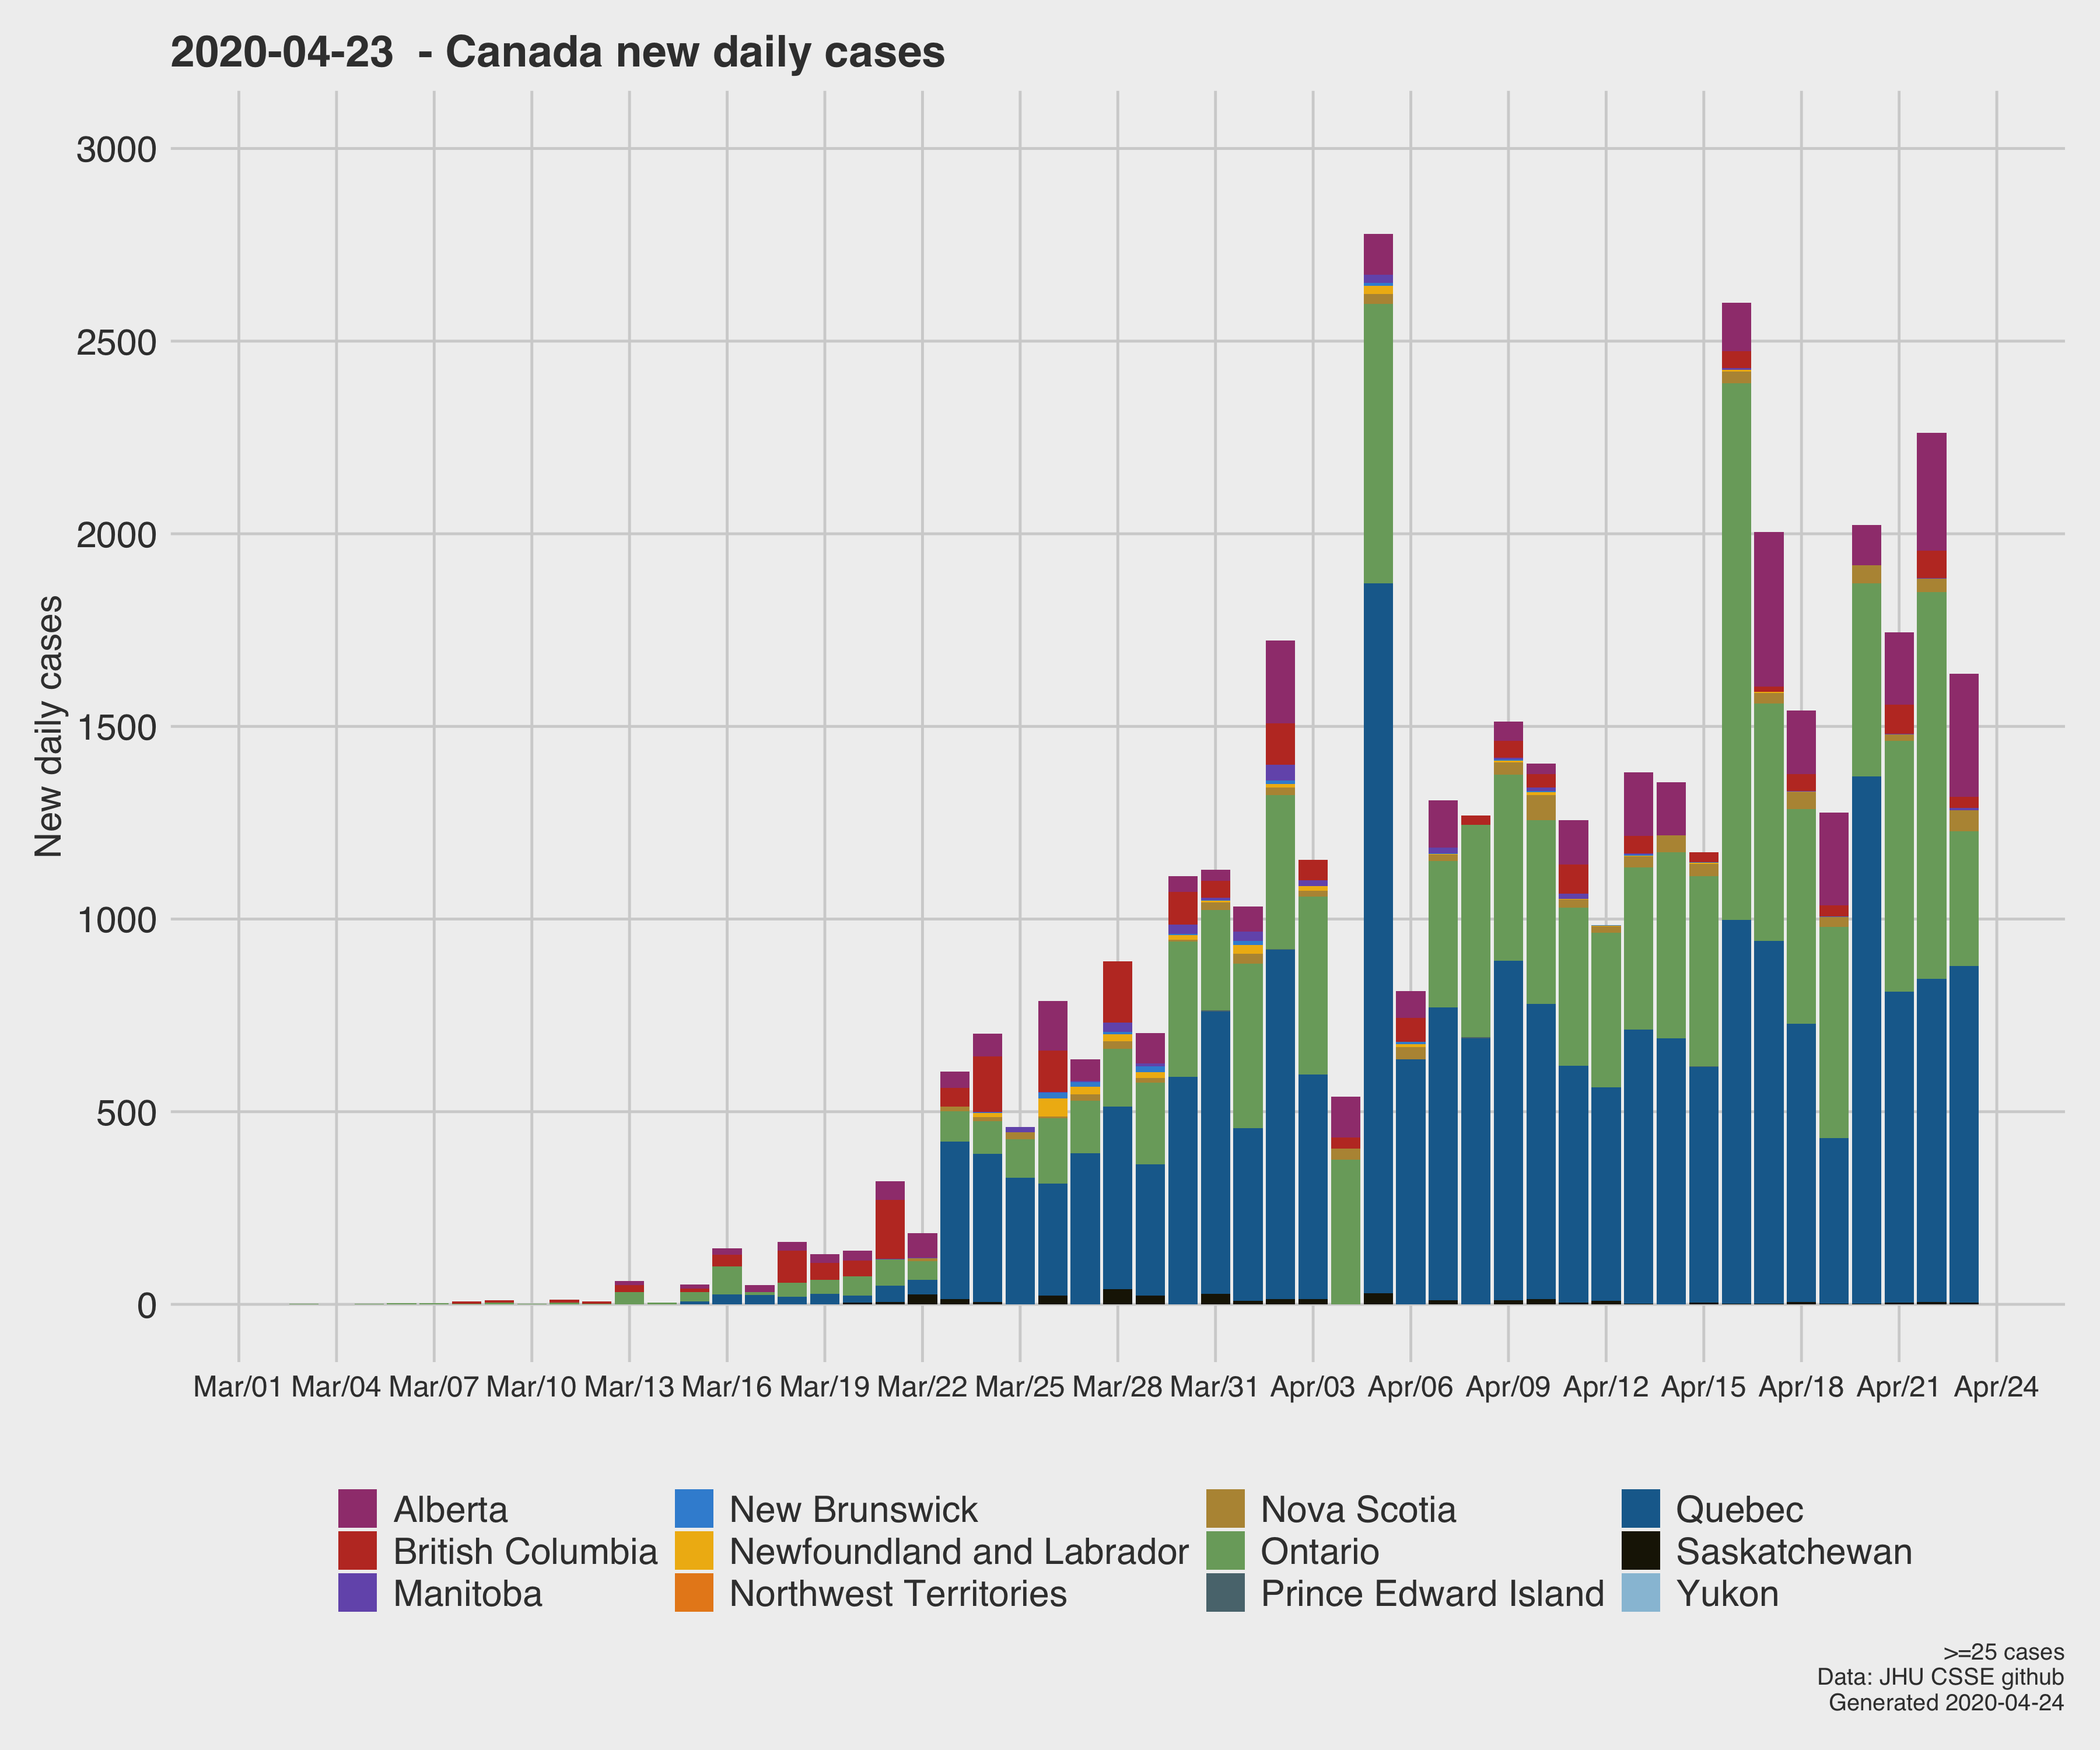 2020-04-23  - Canada new daily cases
New daily cases
3000
2500
2000
1500
1000
500
0
Mar/01 Mar/04 Mar/07 Mar/10 Mar/13 Mar/16 Mar/19 Mar/22 Mar/25 Mar/28 Mar/31 Apr/03 Apr/06 Apr/09 Apr/12 Apr/15 Apr/18 Apr/21 Apr/24
Alberta New Brunswick Nova Scotia Quebec
British Columbia Newfoundland and Labrador Ontario Saskatchewan
Manitoba Northwest Territories Prince Edward Island Yukon
>=25 cases
Data: JHU CSSE github
Generated 2020-04-24